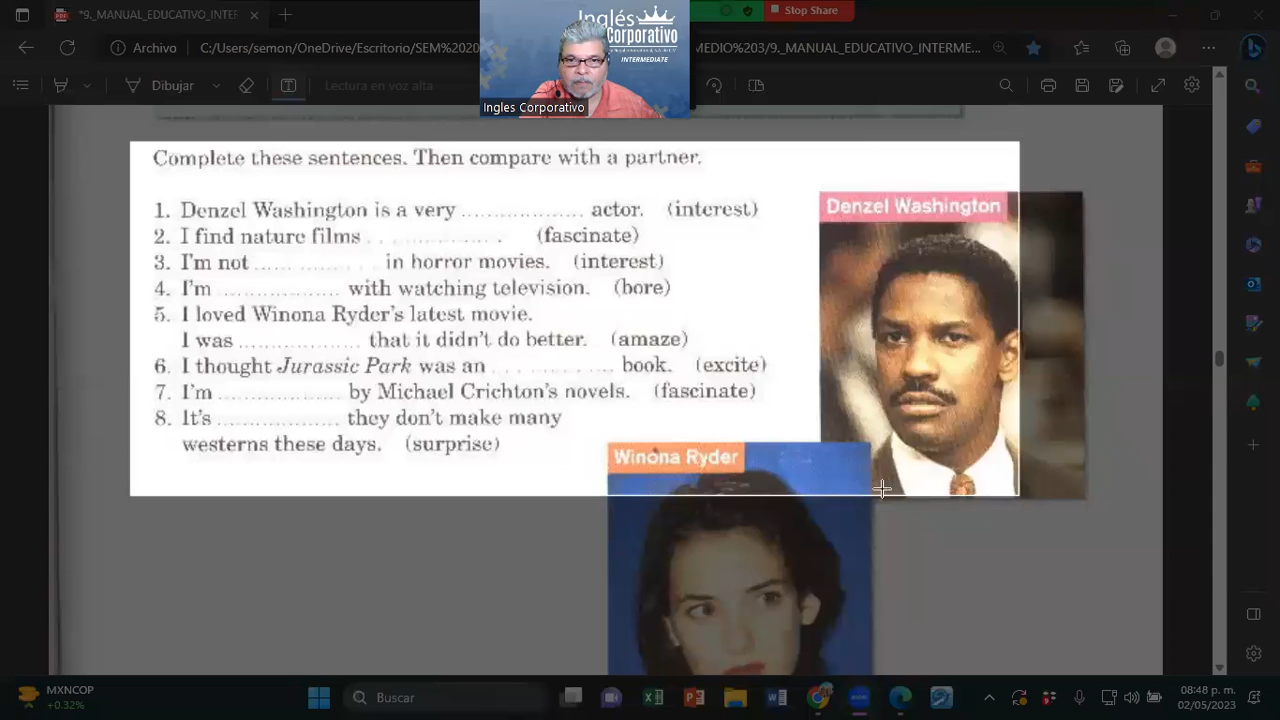 *9_MANUAL_EDUCATIVO_INTEF
Stop Share
Archivo
C:/Users/semon/OneDrive/Escritorio/SEM%20
MEDIO%203/9._MANUAL_EDUCATIVO_INTERME...
Inglés
Corporativo
INTERMEDIATE
Ingles Corporativo
Dibujar
Lectura en voz alta
Complete these sentences. Then compare with a partner.
1. Denzel Washington is a very .................... actor. (interest)
2. I find nature films .................... (fascinate)
3. I'm not .................... in horror movies. (interest)
4. I'm .................... with watching television. (bore)
5. I loved Winona Ryder's latest movie.
I was .................... that it didn't do better. (amaze)
6. I thought Jurassic Park was an .................... book. (excite)
7. I'm .................... by Michael Crichton's novels. (fascinate)
8. It's .................... they don't make many
westerns these days. (surprise)
Denzel Washington
Winona Ryder
MXNCOP
+0.32%
Buscar
08:48 p. m.
02/05/2023